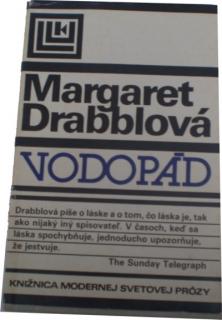 Margaret
Drabblová
VODOPÁD
Drabblová píše o láske a o tom, čo láska je, tak
ako nijaký iný spisovateľ. V časoch, keď sa
láska spochybňuje, jednoducho upozorňuje,
že jestvuje.
The Sunday Telegraph
KNIŽNICA MODERNEJ SVETOVEJ PRÓZY